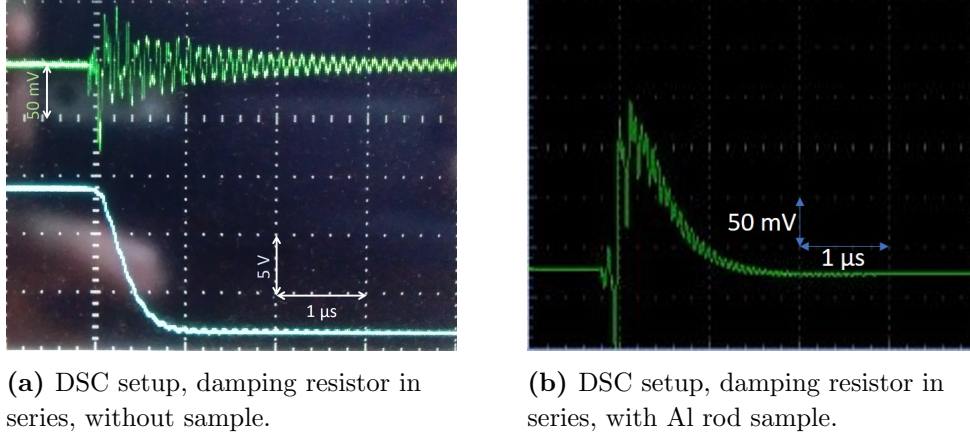 50 mV
5 V
1 µs
50 mV
1 µs
(a) DSC setup, damping resistor in
series, without sample.
(b) DSC setup, damping resistor in
series, with Al rod sample.